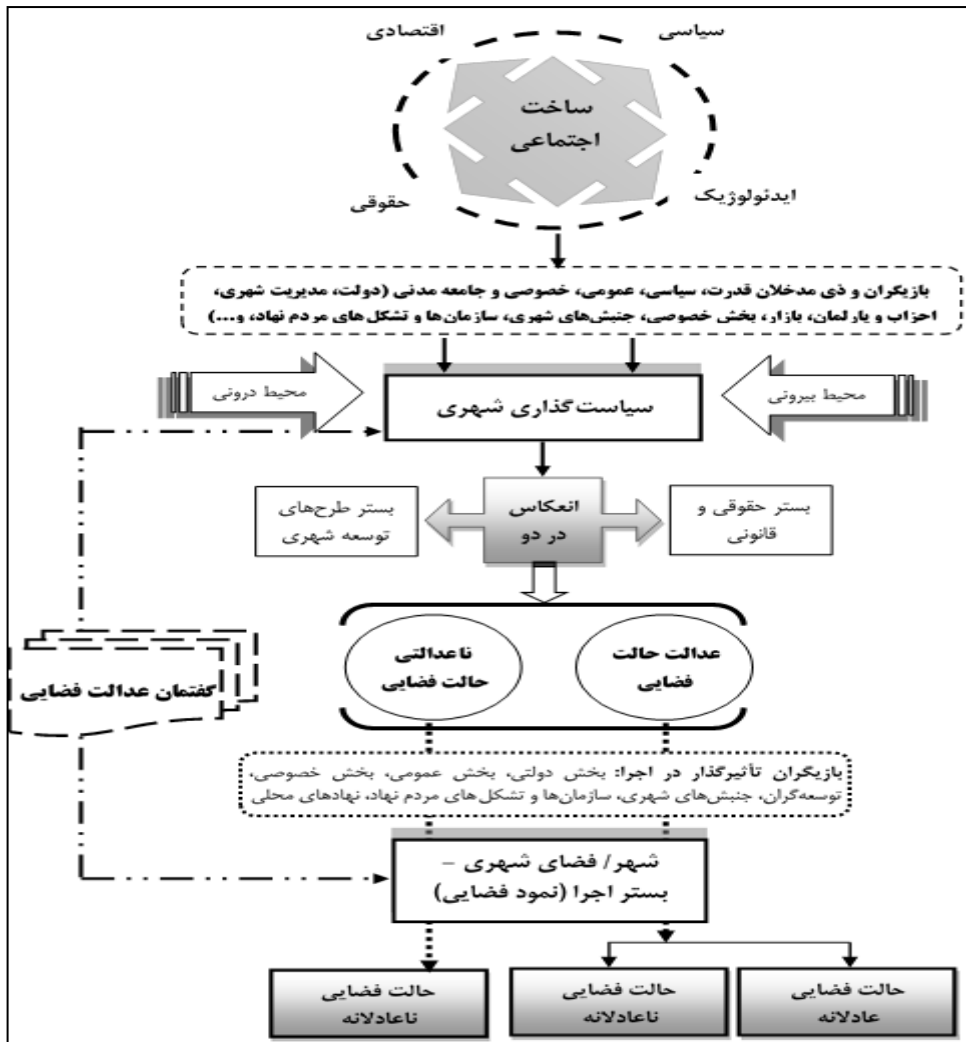 سیاسی
اقتصادی
ساخت
اجتماعی
ایدئولوژیک
حقوقی
بازیگران و ذی مدخلان قدرت، سیاسی، عمومی، خصوصی و جامعه مدنی (دولت، مدیریت شهری،
احزاب و پارلمان، بازار، بخش خصوصی، جنبش‌های شهری، سازمان‌ها و تشکل‌های مردم نهاد، و...)
محیط بیرونی
محیط درونی
سیاست‌گذاری شهری
انعکاس
در دو
بستر حقوقی و
قانونی
بستر طرح‌های
توسعه شهری
عدالت حالت
فضایی
ناعدالتی
حالت فضایی
گفتمان عدالت فضایی
بازیگران تأثیرگذار در اجرا: بخش دولتی، بخش عمومی، بخش خصوصی،
توسعه‌گران، جنبش‌های شهری، سازمان‌ها و تشکل‌های مردم نهاد، نهادهای محلی
شهر/ فضای شهری –
بستر اجرا (نمود فضایی)
حالت فضایی
عادلانه
حالت فضایی
ناعادلانه
حالت فضایی
ناعادلانه